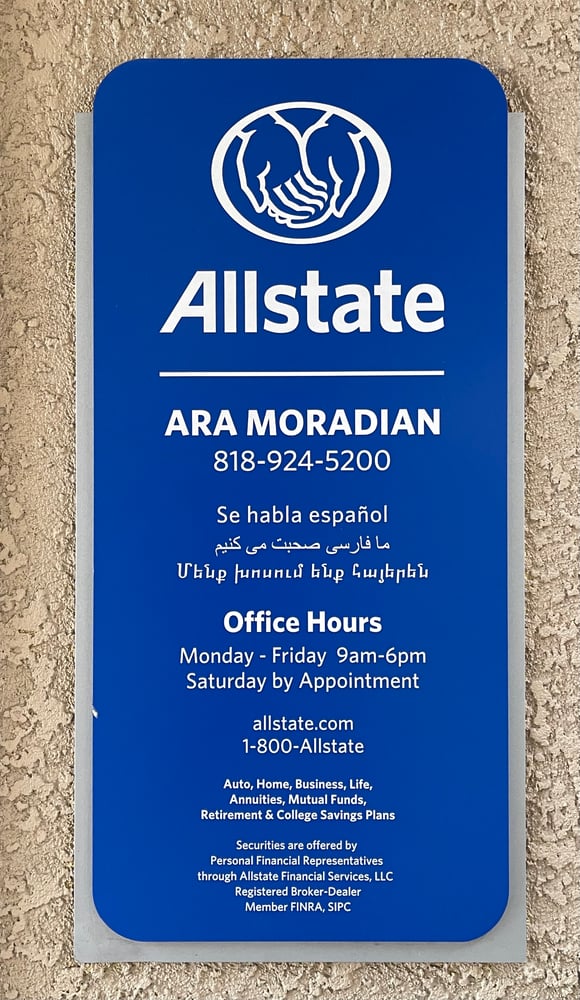 Allstate
ARA MORADIAN
818-924-5200
Se habla español
ما فارسی صحبت می کنیم
Մենք խոսում ենք հայերեն
Office Hours
Monday - Friday 9am-6pm
Saturday by Appointment
allstate.com
1-800-Allstate
Auto, Home, Business, Life,
Annuities, Mutual Funds,
Retirement & College Savings Plans
Securities are offered by
Personal Financial Representatives
through Allstate Financial Services, LLC
Registered Broker-Dealer
Member FINRA, SIPC